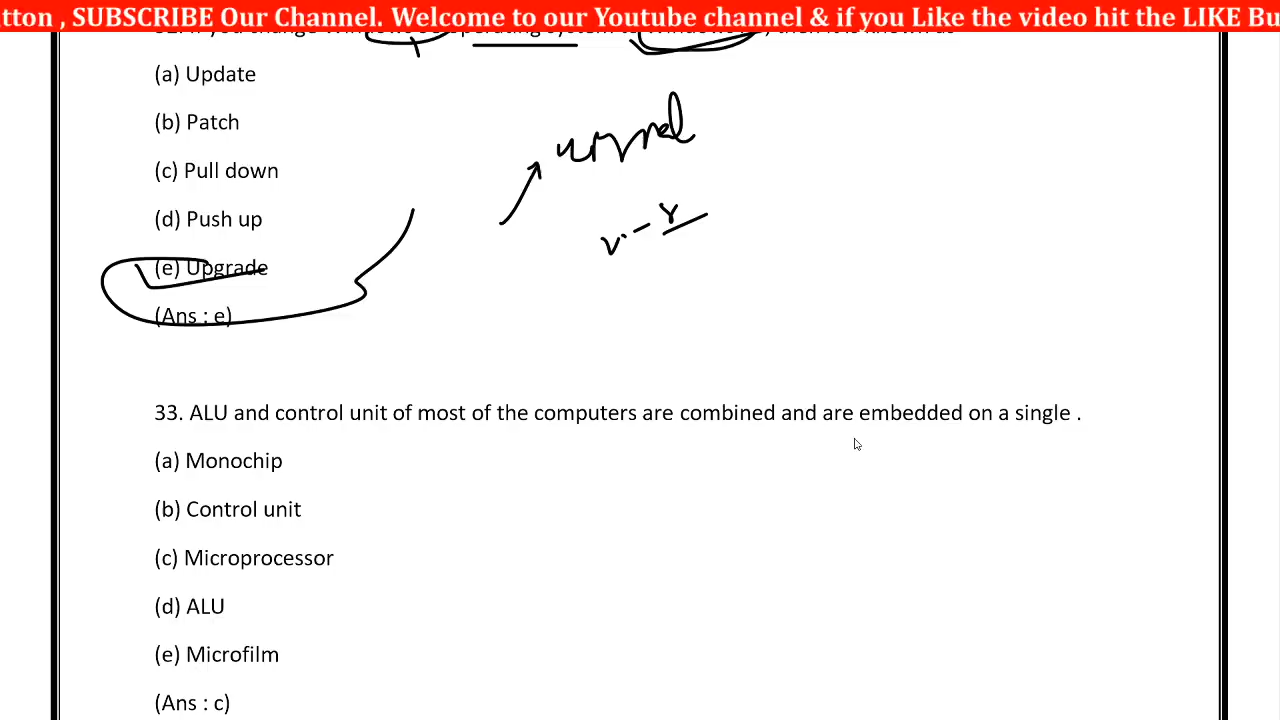 tton , SUBSCRIBE Our Channel. Welcome to our Youtube channel & if you Like the video hit the LIKE Bu
(a) Update
(b) Patch
(c) Pull down
(d) Push up
(e) Upgrade
(Ans : e)
33. ALU and control unit of most of the computers are combined and are embedded on a single .
(a) Monochip
(b) Control unit
(c) Microprocessor
(d) ALU
(e) Microfilm
(Ans : c)